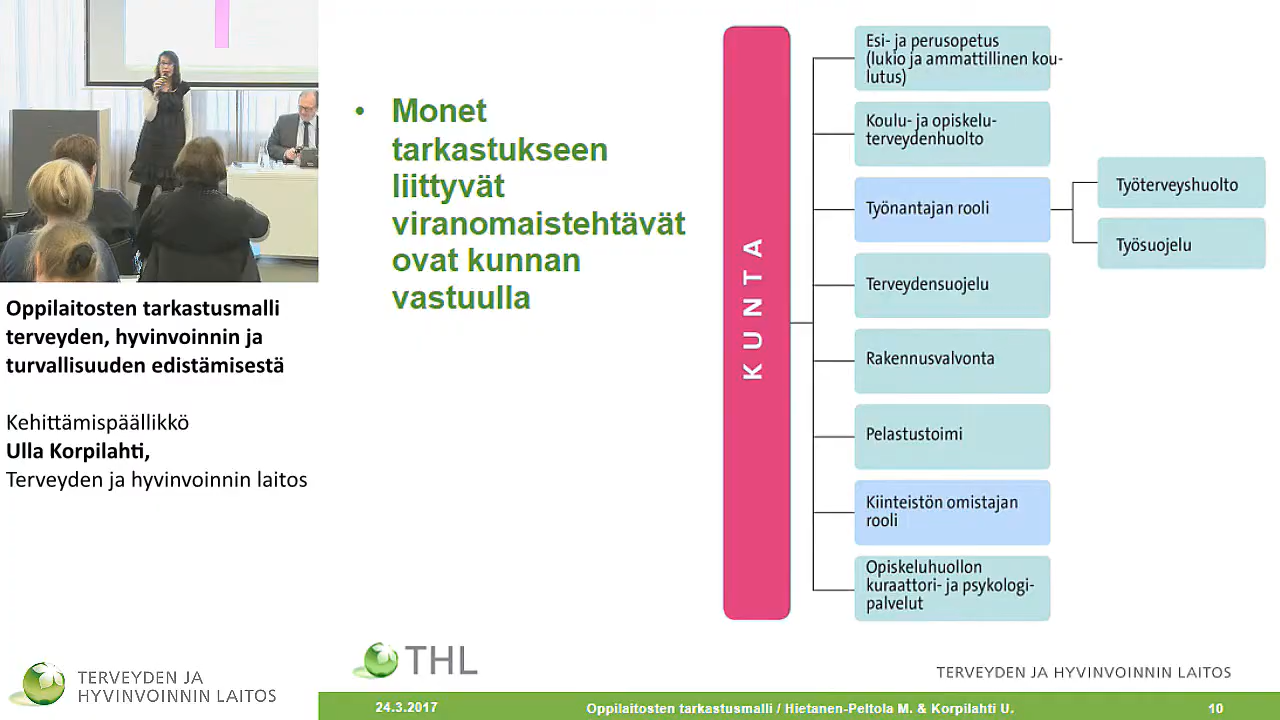 Oppilaitosten tarkastusmalli
terveyden, hyvinvoinnin ja
turvallisuuden edistämisestä
Kehittämispäällikkö
Ulla Korpilahti,
Terveyden ja hyvinvoinnin laitos
TERVEYDEN JA
HYVINVOINNIN LAITOS
• Monet
tarkastukseen
liittyvät
viranomaistehtävät
ovat kunnan
vastuulla
KUNTA
Esi- ja perusopetus
(lukio ja ammattillinen kou-
lutus)
Koulu- ja opiskelu-
terveydenhuolto
Työnantajan rooli
Työterveyshuolto
Työsuojelu
Terveydensuojelu
Rakennusvalvonta
Pelastustoimi
Kiinteistön omistajan
rooli
Opiskeluhuollon
kuraattori- ja psykologi-
palvelut
THL
TERVEYDEN JA HYVINVOINNIN LAITOS
24.3.2017
Oppilaitosten tarkastusmalli / Hietanen-Peltola M. & Korpilahti U.
10